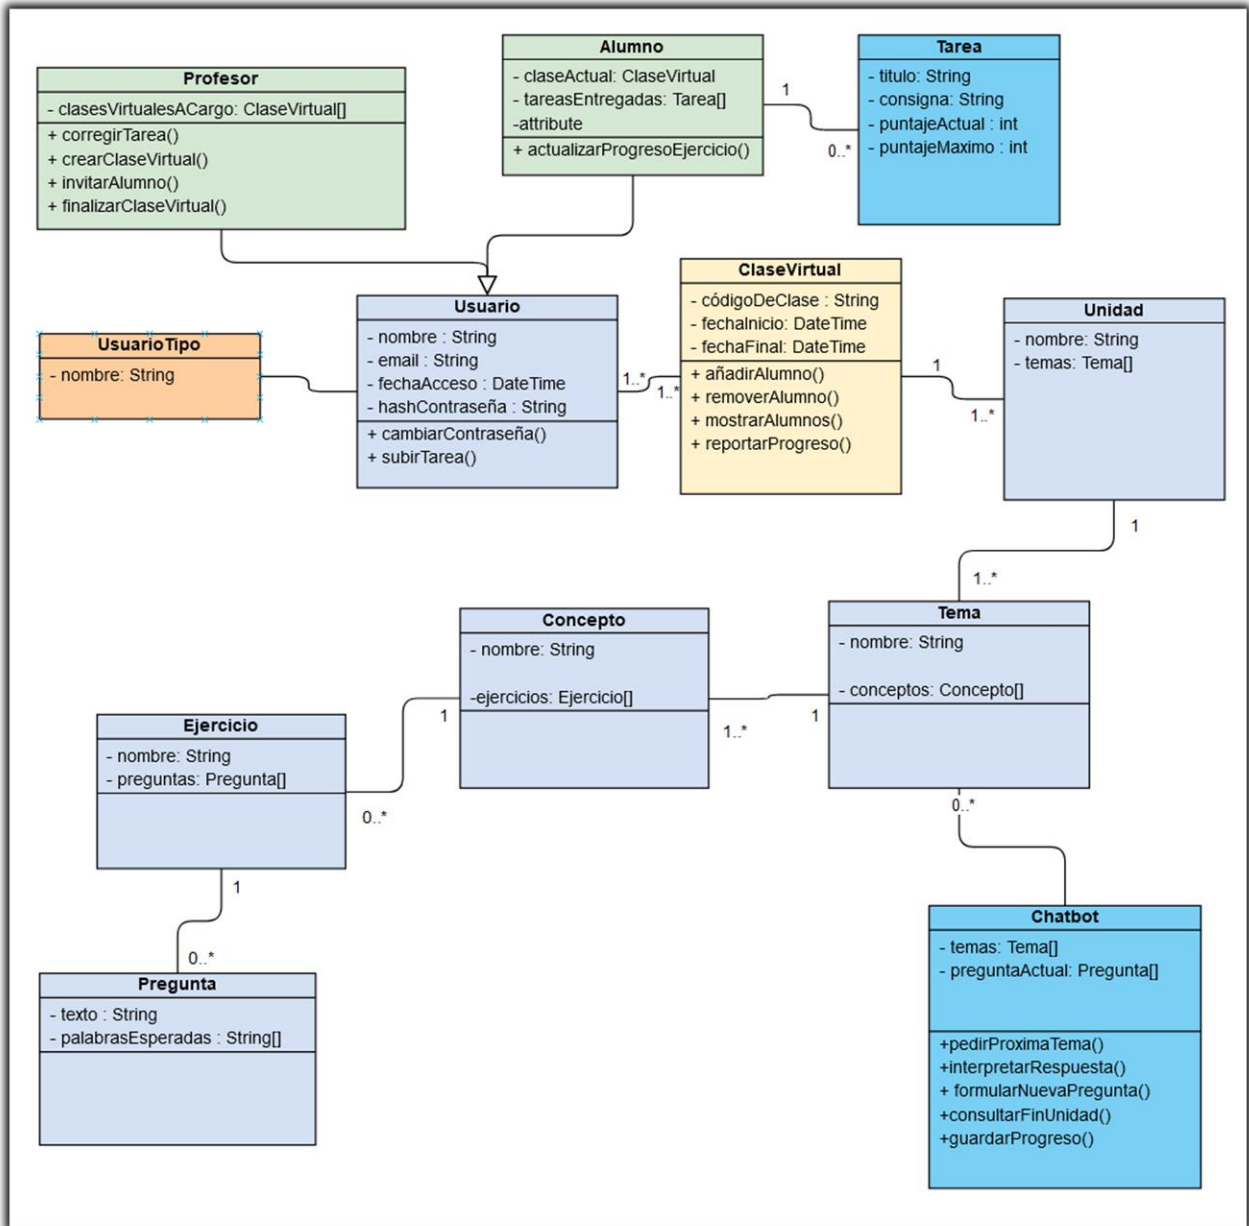 Profesor
- clasesVirtualesACargo: ClaseVirtual[]
+ corregirTarea()
+ crearClaseVirtual()
+ invitarAlumno()
+ finalizarClaseVirtual()
Alumno
- claseActual: ClaseVirtual
- tareasEntregadas: Tarea[]
-attribute
+ actualizarProgresoEjercicio()
1
0..*
Tarea
- titulo: String
- consigna: String
- puntajeActual : int
- puntajeMaximo : int
UsuarioTipo
- nombre: String
Usuario
- nombre : String
- email : String
- fechaAcceso : DateTime
- hashContraseña : String
+ cambiarContraseña()
+ subirTarea()
1..*
1..*
ClaseVirtual
- códigoDeClase : String
- fechaInicio: DateTime
- fechaFinal: DateTime
+ añadirAlumno()
+ removerAlumno()
+ mostrarAlumnos()
+ reportarProgreso()
1
1..*
Unidad
- nombre: String
- temas: Tema[]
1
1..*
Tema
- nombre: String
- conceptos: Concepto[]
1
1..*
Concepto
- nombre: String
-ejercicios: Ejercicio[]
1
0..*
Ejercicio
- nombre: String
- preguntas: Pregunta[]
1
0..*
Pregunta
- texto : String
- palabrasEsperadas : String[]
0..*
Chatbot
- temas: Tema[]
- preguntaActual: Pregunta[]
+pedirProximaTema()
+interpretarRespuesta()
+ formularNuevaPregunta()
+consultarFinUnidad()
+guardarProgreso()